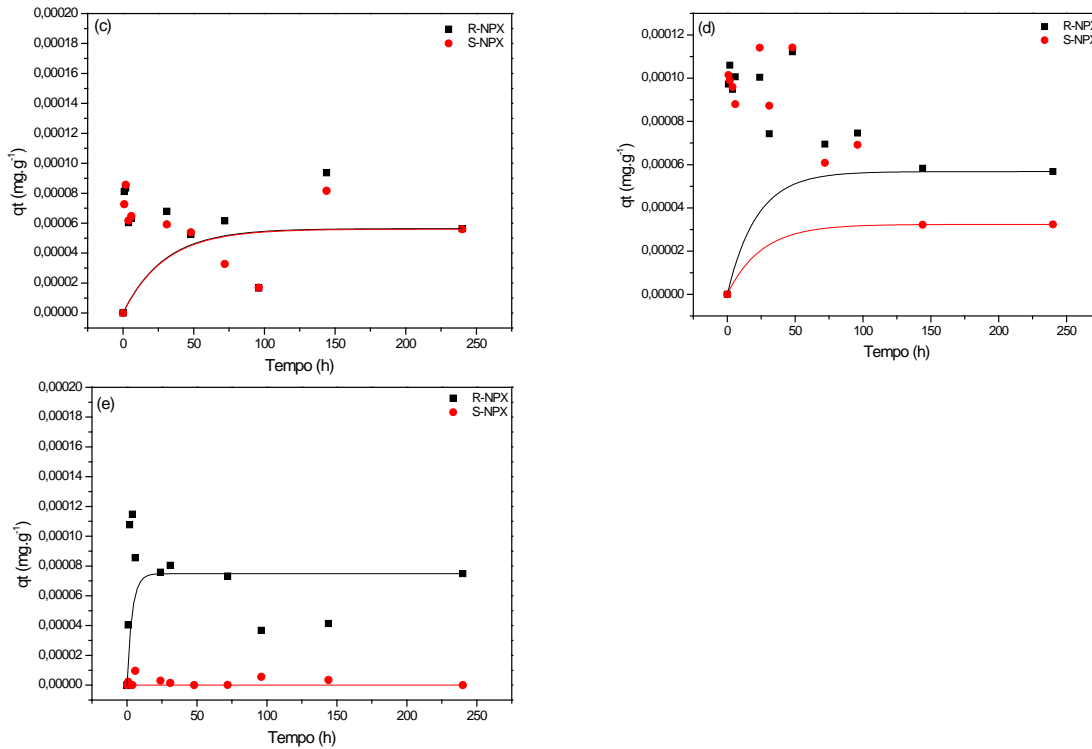 (c)
R-NPX
S-NPX
0,00020
0,00018
0,00016
0,00014
0,00012
0,00010
0,00008
0,00006
0,00004
0,00002
0,00000
qt (mg.g-1)
0 50 100 150 200 250
Tempo (h)
(d)
R-NPX
S-NPX
0,00012
0,00010
0,00008
0,00006
0,00004
0,00002
0,00000
qt (mg.g-1)
0 50 100 150 200 250
Tempo (h)
(e)
R-NPX
S-NPX
0,00020
0,00018
0,00016
0,00014
0,00012
0,00010
0,00008
0,00006
0,00004
0,00002
0,00000
qt (mg.g-1)
0 50 100 150 200 250
Tempo (h)